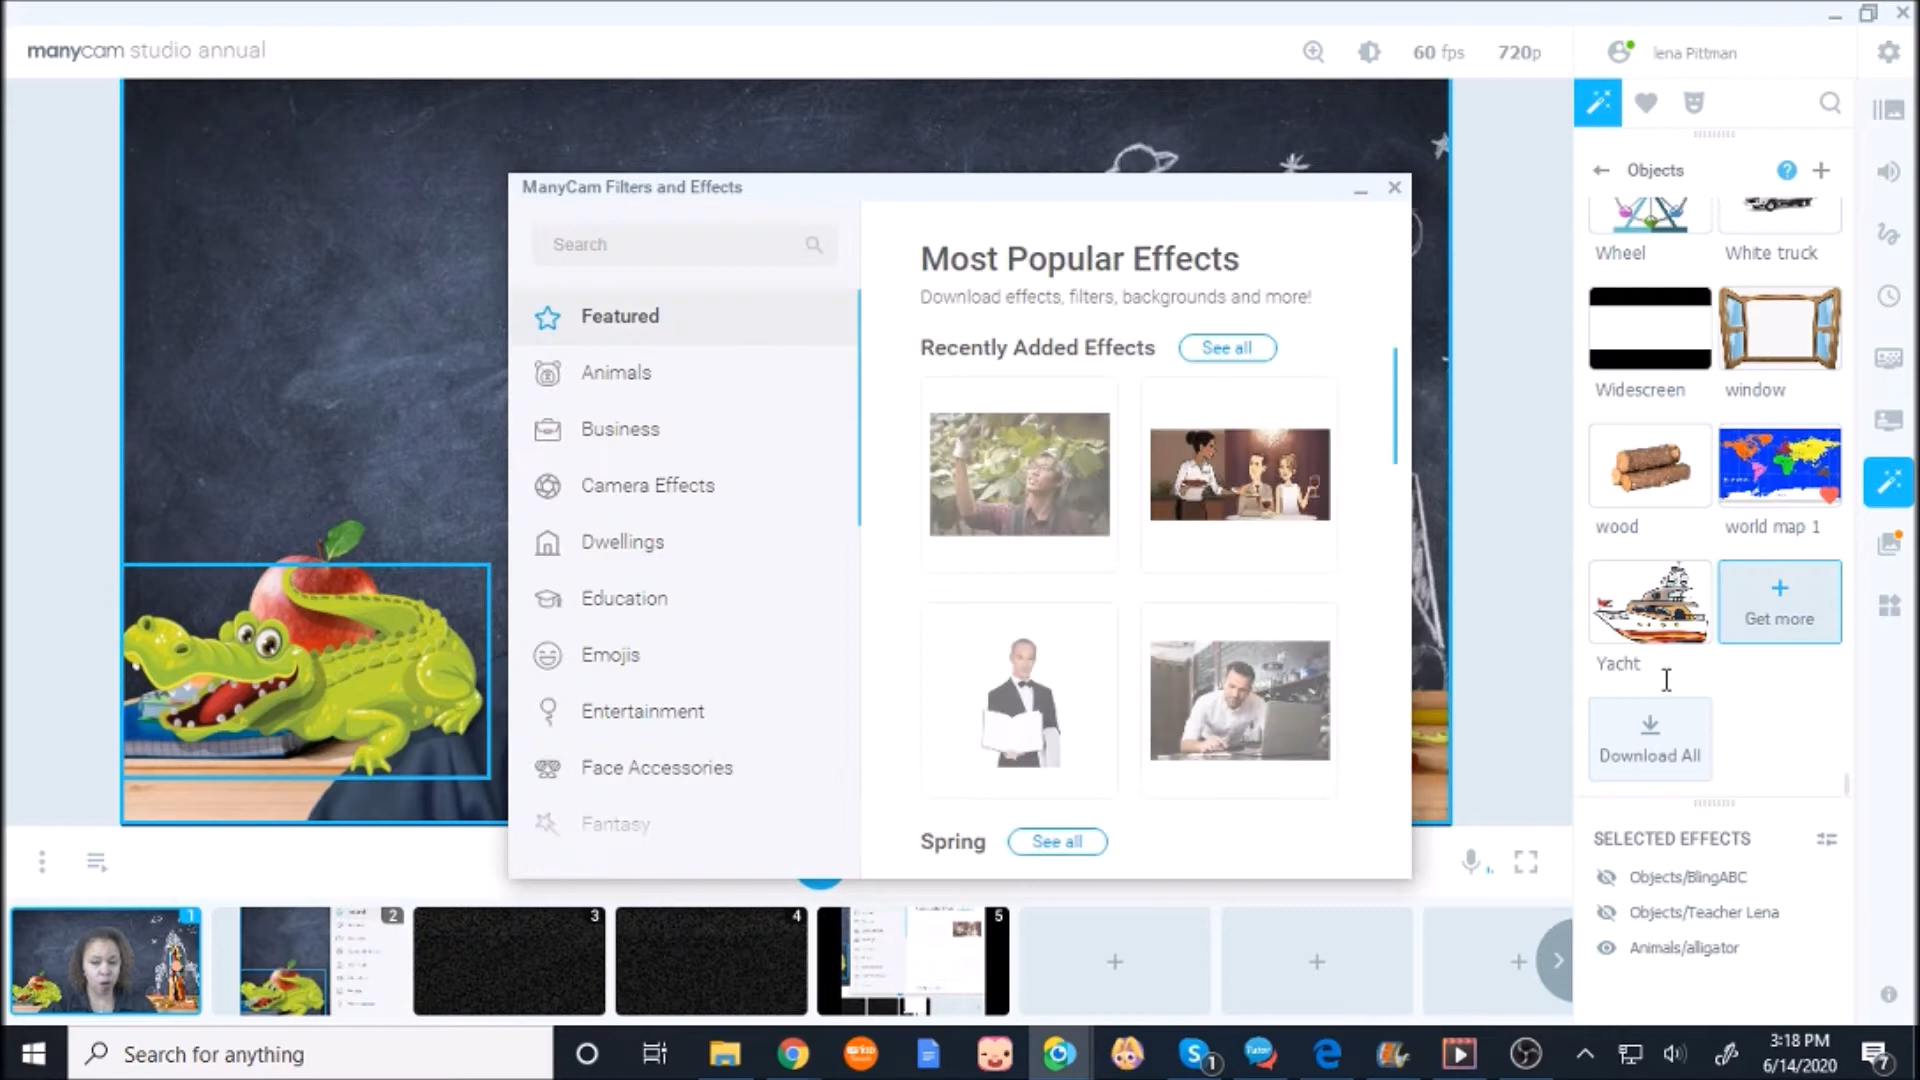 manycam studio annual
60 fps
720p
lena Pittman
Objects
?
Wheel
White truck
Widescreen
window
wood
world map 1
Yacht
Get more
Download All
SELECTED EFFECTS
Objects/BlingABC
Objects/Teacher Lena
Animals/alligator
ManyCam Filters and Effects
Search
Featured
Animals
Business
Camera Effects
Dwellings
Education
Emojis
Entertainment
Face Accessories
Fantasy
Most Popular Effects
Download effects, filters, backgrounds and more!
Recently Added Effects
See all
Spring
See all
1
2
3
4
5
Search for anything
S
1
Tutor
3:18 PM
6/14/2020
7